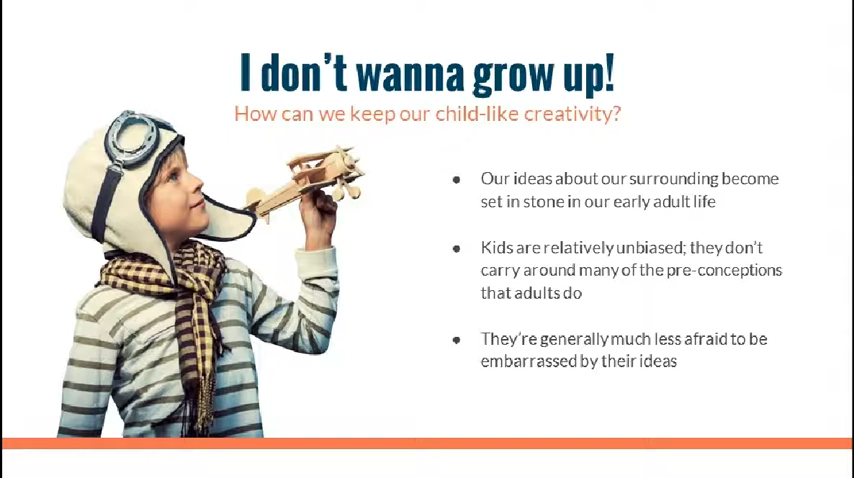 I don't wanna grow up!
How can we keep our child-like creativity?
● Our ideas about our surrounding become
set in stone in our early adult life
● Kids are relatively unbiased; they don't
carry around many of the pre-conceptions
that adults do
● They're generally much less afraid to be
embarrassed by their ideas